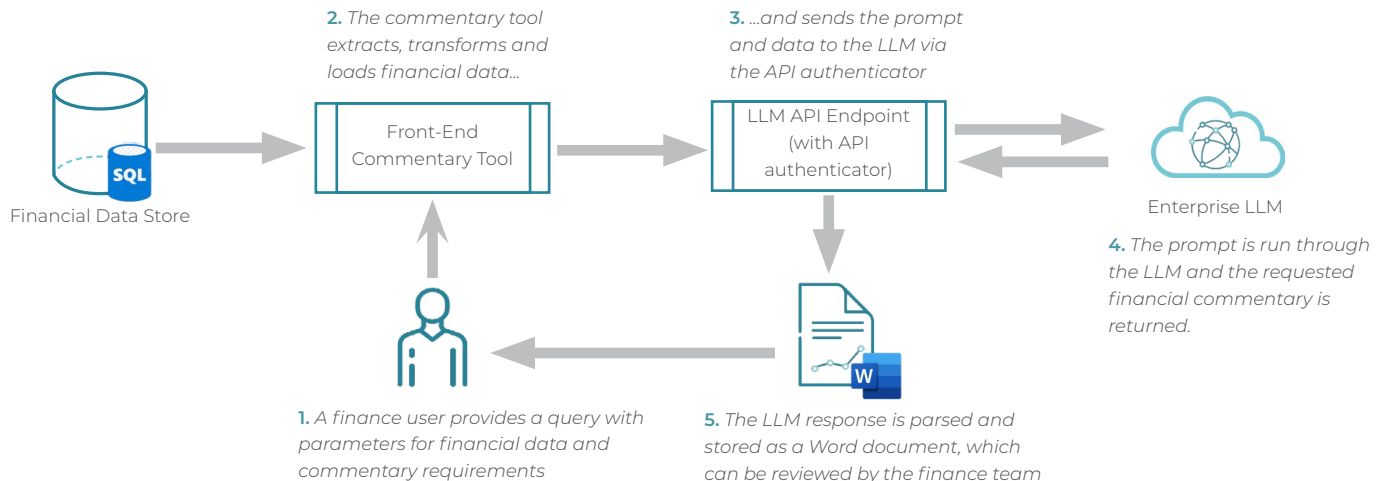 2. The commentary tool
extracts, transforms and
loads financial data...
3. ...and sends the prompt
and data to the LLM via
the API authenticator
SQL
Financial Data Store
Front-End
Commentary Tool
LLM API Endpoint
(with API
authenticator)
Enterprise LLM
4. The prompt is run through
the LLM and the requested
financial commentary is
returned.
W
1. A finance user provides a query with
parameters for financial data and
commentary requirements
5. The LLM response is parsed and
stored as a Word document, which
can be reviewed by the finance team